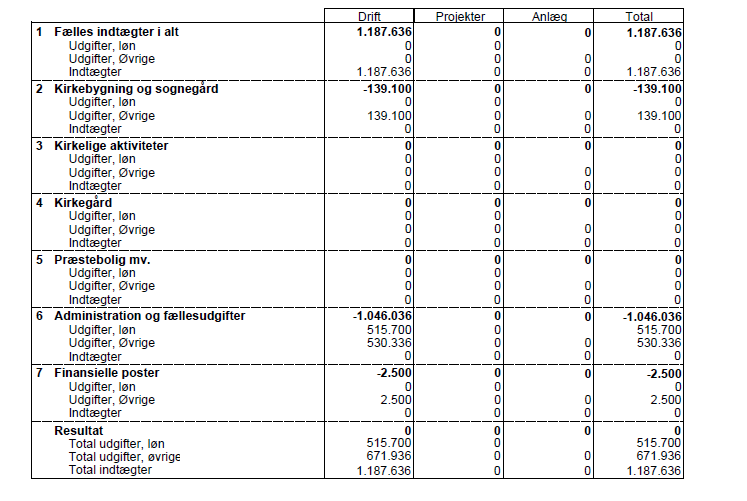 Drift Projekter Anlæg Total
1 Fælles indtægter i alt 1.187.636 0 0 1.187.636
Udgifter, løn 0 0 0
Udgifter, Øvrige 0 0 0 0
Indtægter 1.187.636 0 0 1.187.636
2 Kirkebygning og sognegård -139.100 0 0 -139.100
Udgifter, løn 0 0 0
Udgifter, Øvrige 139.100 0 0 139.100
Indtægter 0 0 0 0
3 Kirkelige aktiviteter 0 0 0 0
Udgifter, løn 0 0 0
Udgifter, Øvrige 0 0 0 0
Indtægter 0 0 0 0
4 Kirkegård 0 0 0 0
Udgifter, løn 0 0 0
Udgifter, Øvrige 0 0 0 0
Indtægter 0 0 0 0
5 Præstebolig mv. 0 0 0 0
Udgifter, løn 0 0 0
Udgifter, Øvrige 0 0 0 0
Indtægter 0 0 0 0
6 Administration og fællesudgifter -1.046.036 0 0 -1.046.036
Udgifter, løn 515.700 0 515.700
Udgifter, Øvrige 530.336 0 0 530.336
Indtægter 0 0 0 0
7 Finansielle poster -2.500 0 0 -2.500
Udgifter, løn 0 0 0
Udgifter, Øvrige 2.500 0 0 2.500
Indtægter 0 0 0 0
Resultat 0 0 0 0
Total udgifter, løn 515.700 0 515.700
Total udgifter, øvrige 671.936 0 0 671.936
Total indtægter 1.187.636 0 0 1.187.636